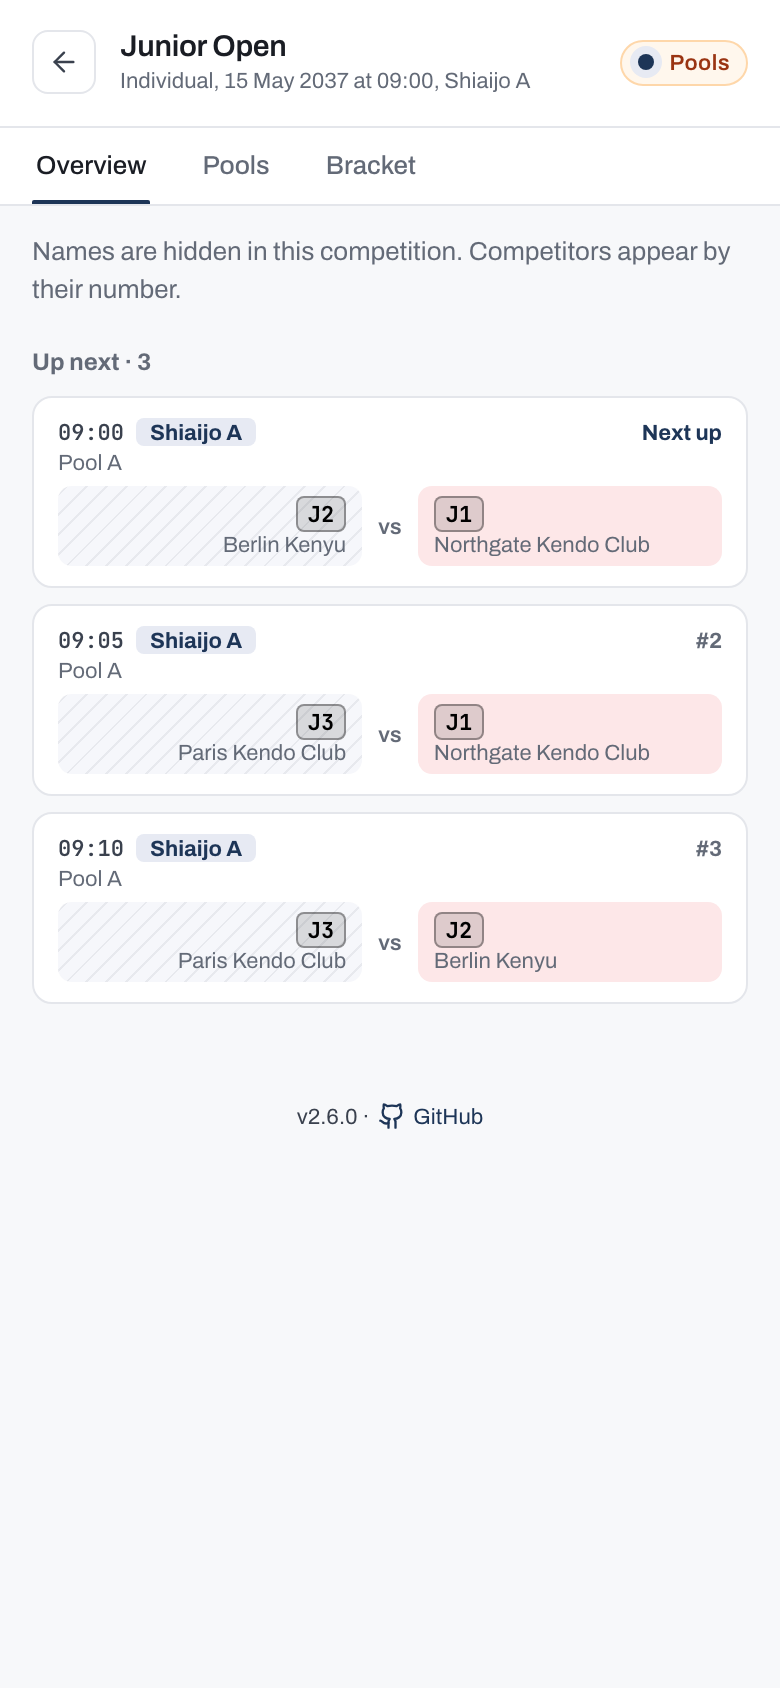 Junior Open
Individual, 15 May 2037 at 09:00, Shiaijo A
Pools
Overview
Pools
Bracket
Names are hidden in this competition. Competitors appear by
their number.
Up next · 3
09:00
Shiaijo A
Next up
Pool A
J2
Berlin Kenyu
vs
J1
Northgate Kendo Club
09:05
Shiaijo A
#2
Pool A
J3
Paris Kendo Club
vs
J1
Northgate Kendo Club
09:10
Shiaijo A
#3
Pool A
J3
Paris Kendo Club
vs
J2
Berlin Kenyu
v2.6.0 · GitHub